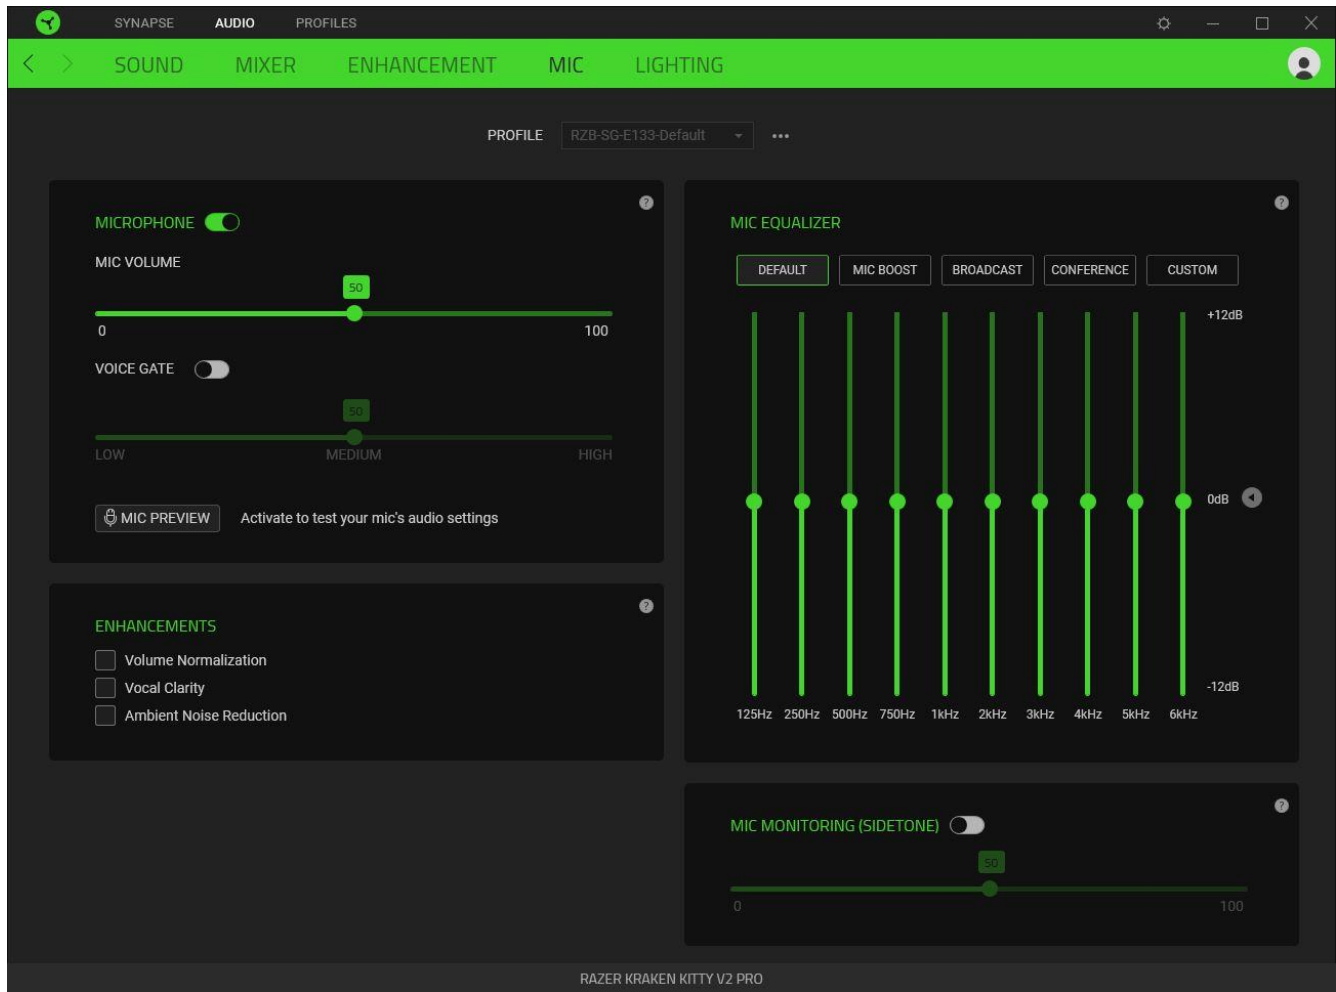 SYNAPSE AUDIO PROFILES
SOUND MIXER ENHANCEMENT MIC LIGHTING
PROFILE RZB-SG-E133-Default
MICROPHONE
MIC VOLUME
50
0 100
VOICE GATE
50
LOW MEDIUM HIGH
MIC PREVIEW Activate to test your mic's audio settings
ENHANCEMENTS
Volume Normalization
Vocal Clarity
Ambient Noise Reduction
MIC EQUALIZER
DEFAULT MIC BOOST BROADCAST CONFERENCE CUSTOM
+12dB
0dB
-12dB
125Hz 250Hz 500Hz 750Hz 1kHz 2kHz 3kHz 4kHz 5kHz 6kHz
MIC MONITORING (SIDETONE)
50
0 100
RAZER KRAKEN KITTY V2 PRO